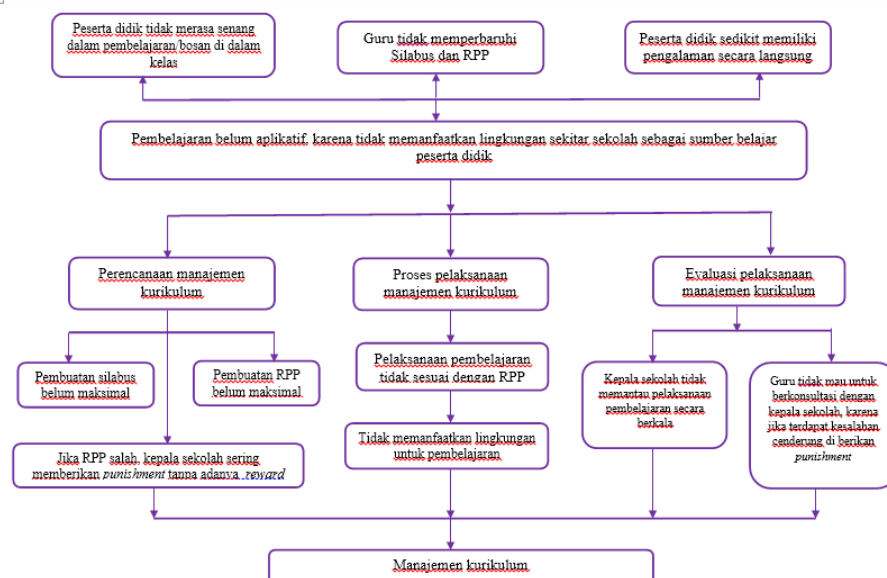 Peserta didik tidak merasa senang
dalam pembelajaran/bosan di dalam
kelas
Guru tidak memperbaruhi
Silabus dan RPP
Peserta didik sedikit memiliki
pengalaman secara langsung
Pembelajaran belum aplikatif, karena tidak memanfaatkan lingkungan sekitar sekolah sebagai sumber belajar
peserta didik
Perencanaan manajemen
kurikulum
Proses pelaksanaan
manajemen kurikulum
Evaluasi pelaksanaan
manajemen kurikulum
Pembuatan silabus
belum maksimal
Pembuatan RPP
belum maksimal
Pelaksanaan pembelajaran
tidak sesuai dengan RPP
Kepala sekolah tidak
memantau pelaksanaan
pembelajaran secara
berkala
Guru tidak mau untuk
berkonsultasi dengan
kepala sekolah, karena
jika terdapat kesalahan
cenderung di berikan
punishment
Jika RPP salah, kepala sekolah sering
memberikan punishment tanpa adanya reward
Tidak memanfaatkan lingkungan
untuk pembelajaran
Manajemen kurikulum